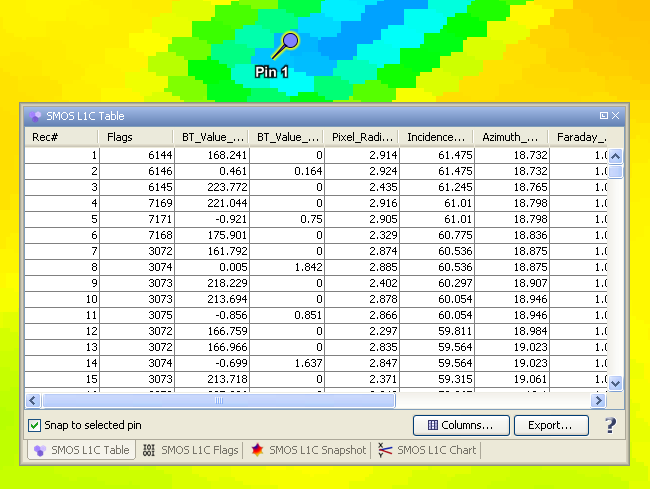 Pin 1
SMOS L1C Table
Rec# Flags BT_Value_... BT_Value_... Pixel_Radi... Incidence... Azimuth_... Faraday_
1 6144 168.241 0 2.914 61.475 18.732 1.0
2 6146 0.461 0.164 2.924 61.475 18.732 1.0
3 6145 223.772 0 2.435 61.245 18.765 1.0
4 7169 221.044 0 2.916 61.01 18.798 1.0
5 7171 -0.921 0.75 2.905 61.01 18.798 1.0
6 7168 175.901 0 2.329 60.775 18.836 1.0
7 3072 161.792 0 2.874 60.536 18.875 1.0
8 3074 0.005 1.842 2.885 60.536 18.875 1.0
9 3073 218.229 0 2.402 60.297 18.907 1.0
10 3073 213.694 0 2.878 60.054 18.946 1.0
11 3075 -0.856 0.851 2.866 60.054 18.946 1.0
12 3072 166.759 0 2.297 59.811 18.984 1.0
13 3072 166.966 0 2.835 59.564 19.023 1.0
14 3074 -0.699 1.637 2.847 59.564 19.023 1.0
15 3073 213.718 0 2.371 59.315 19.061 1.0
Snap to selected pin Columns... Export... ?
SMOS L1C Table SMOS L1C Flags SMOS L1C Snapshot SMOS L1C Chart